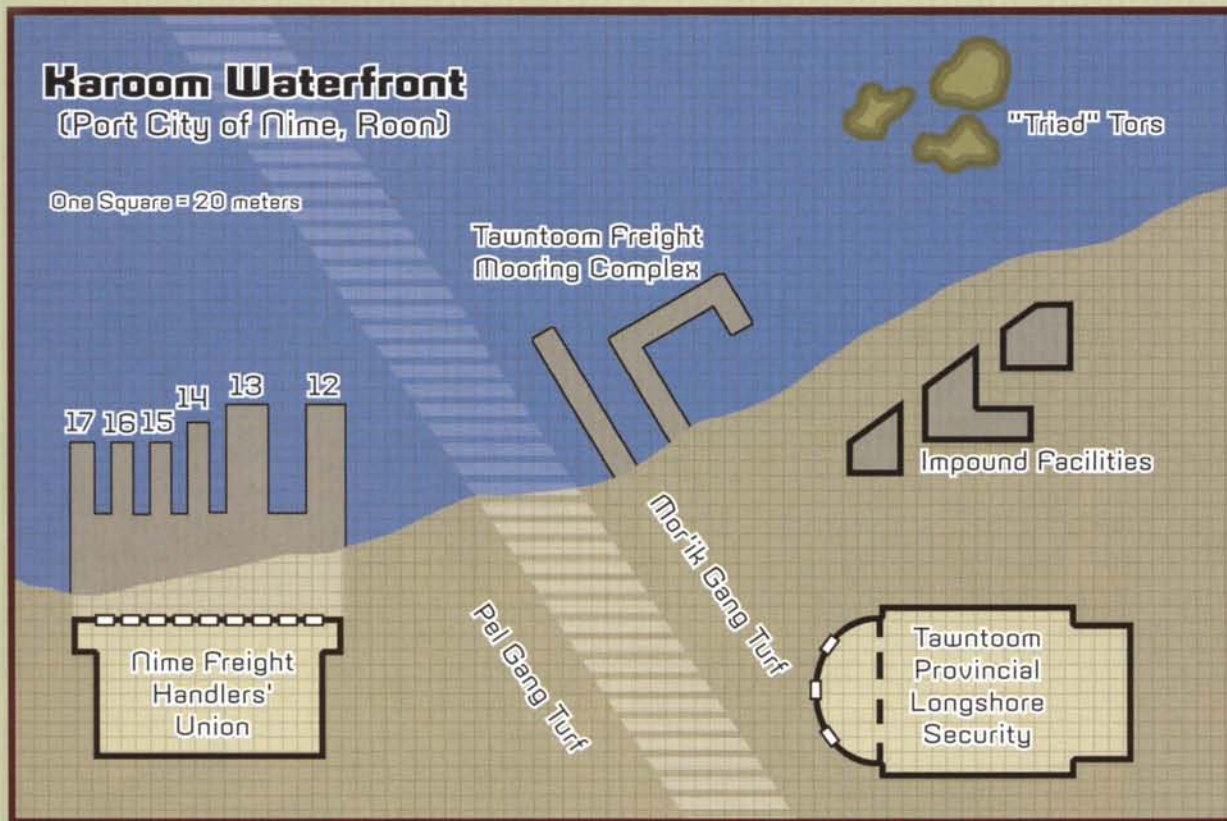 Karoom Waterfront
(Port City of Nime, Roon)
One Square = 20 meters
"Triad" Tors
Tawntoom Freight
Mooring Complex
17 16 15 14 13 12
Impound Facilities
Mor'ik Gang Turf
Pel Gang Turf
Nime Freight
Handlers'
Union
Tawntoom
Provincial
Longshore
Security